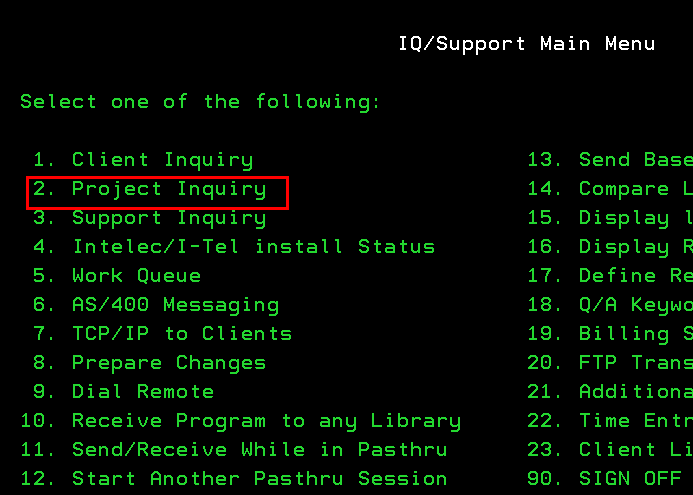 IQ/Support Main Menu
Select one of the following:
1. Client Inquiry 13. Send Base
2. Project Inquiry 14. Compare L
3. Support Inquiry 15. Display l
4. Intelec/I-Tel install Status 16. Display R
5. Work Queue 17. Define Re
6. AS/400 Messaging 18. Q/A Keywo
7. TCP/IP to Clients 19. Billing S
8. Prepare Changes 20. FTP Trans
9. Dial Remote 21. Additiona
10. Receive Program to any Library 22. Time Entr
11. Send/Receive While in Pasthru 23. Client Li
12. Start Another Pasthru Session 90. SIGN OFF